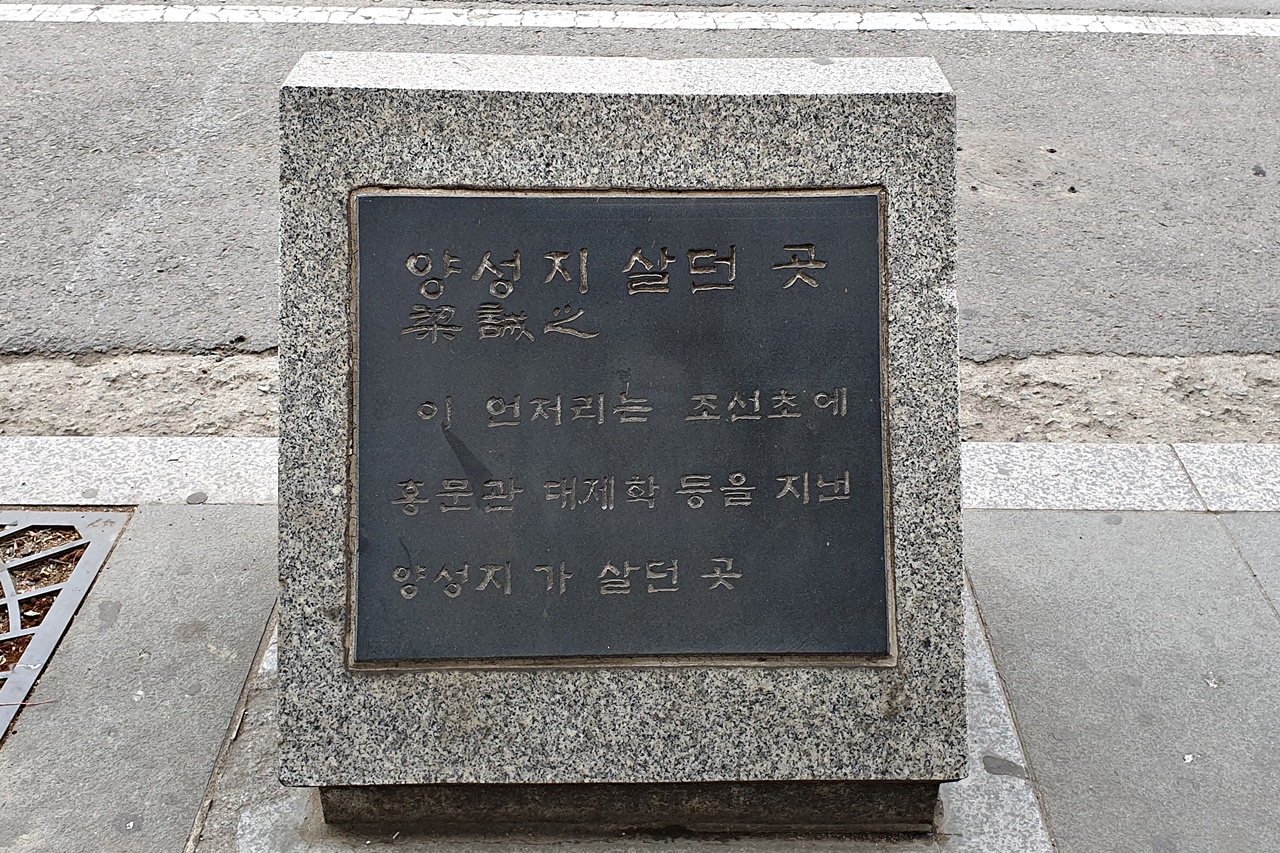 양성지 살던 곳
梁誠之
이 언저리는 조선초에
홍문관 대제학 등을 지낸
양성지가 살던 곳